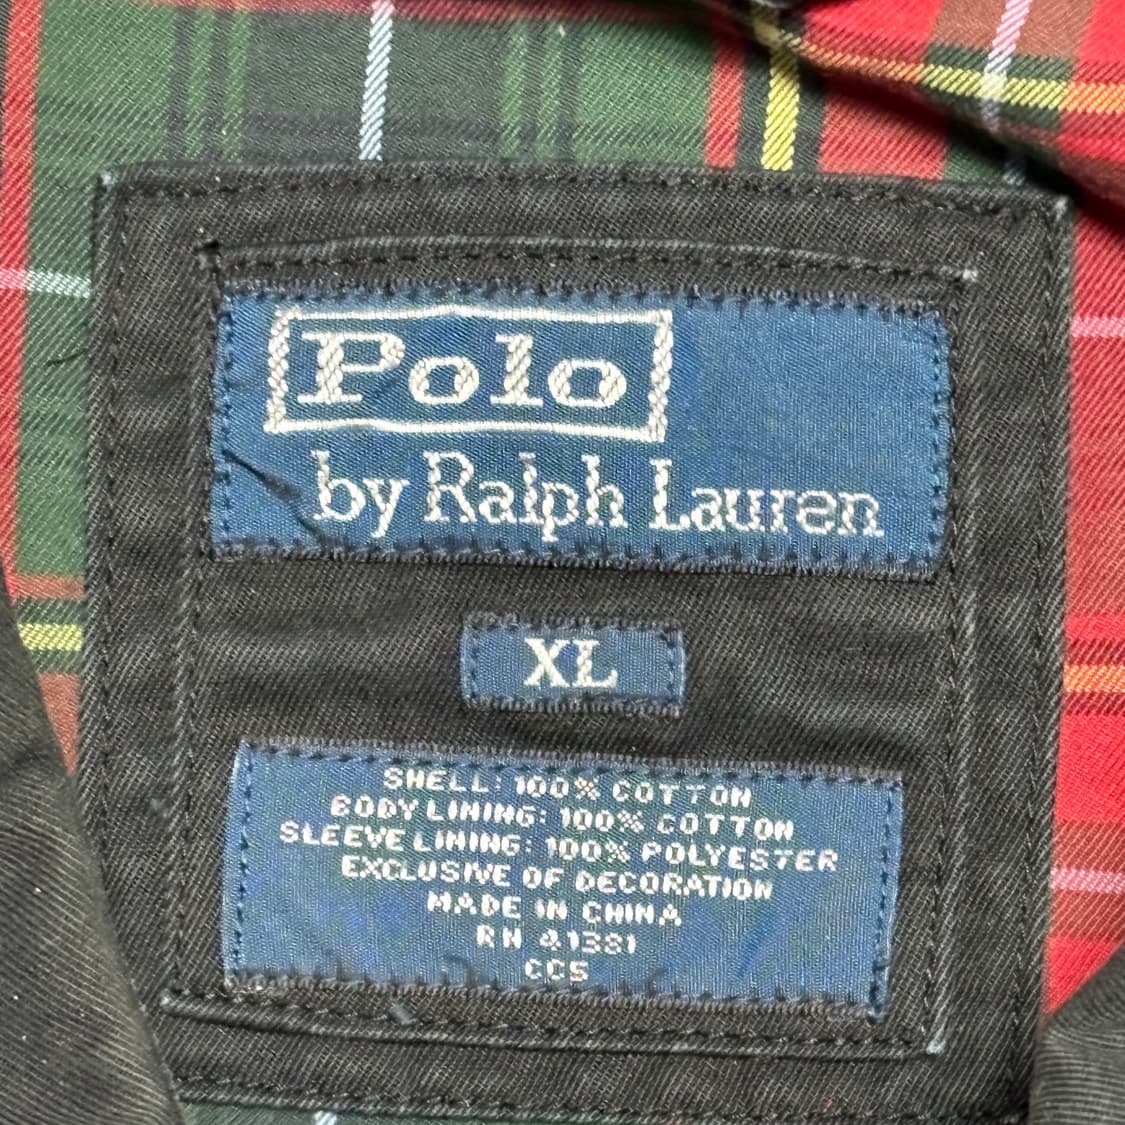 Polo
by Ralph Lauren
XL
SHELL: 100% COTTON
BODY LINING: 100% COTTON
SLEEVE LINING: 100% POLYESTER
EXCLUSIVE OF DECORATION
MADE IN CHINA
RN 41381
CC5